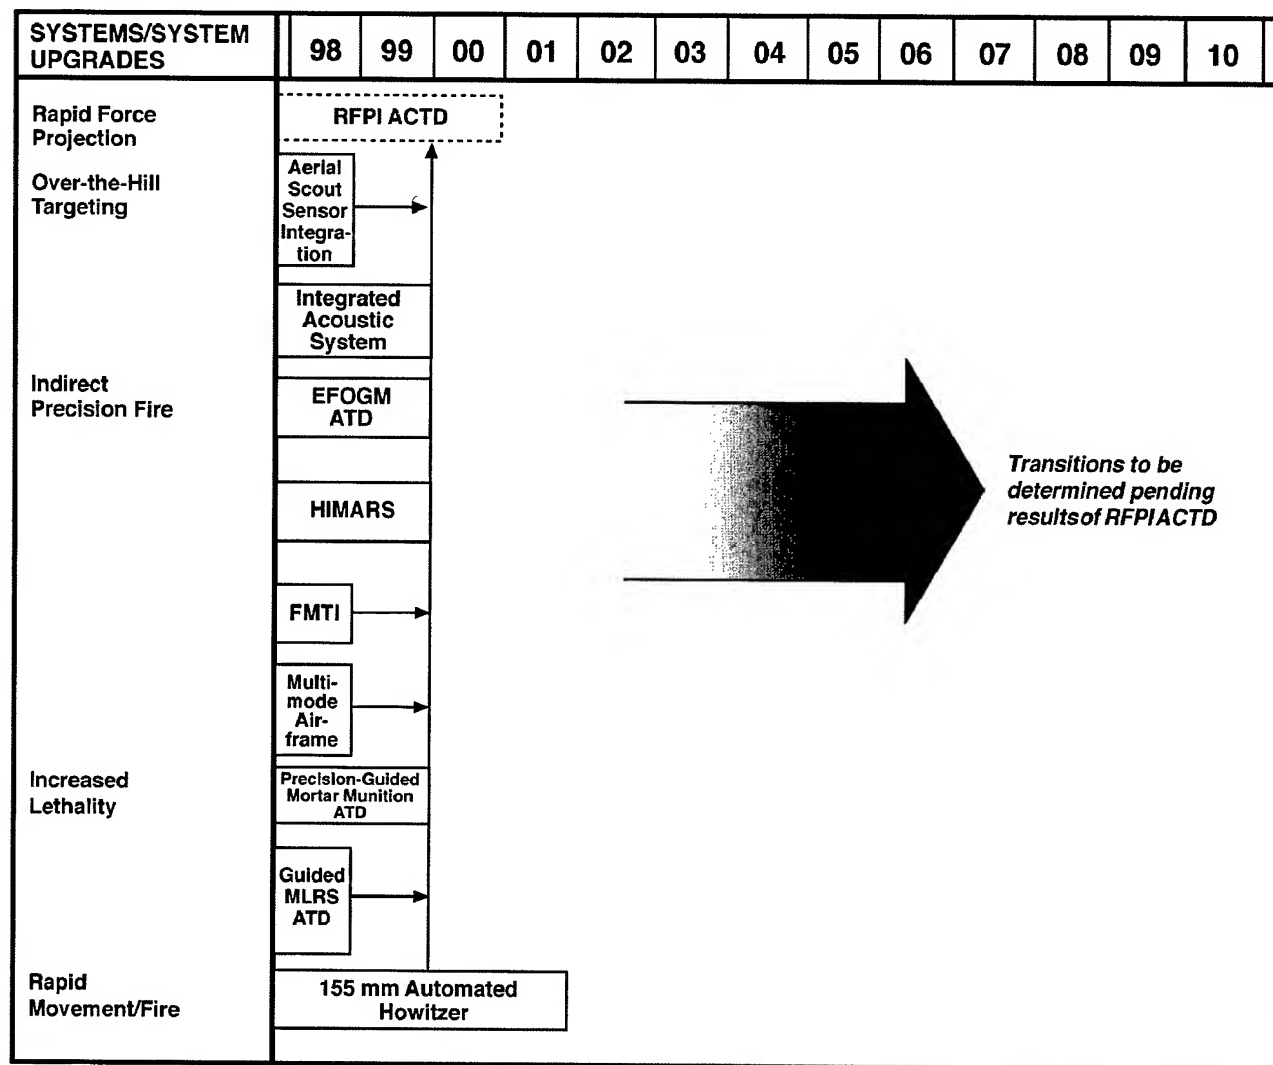 SYSTEMS/SYSTEM
UPGRADES
98 99 00 01 02 03 04 05 06 07 08 09 10
Rapid Force
Projection
RFPI ACTD
Over-the-Hill
Targeting
Aerial
Scout
Sensor
Integra-
tion
Integrated
Acoustic
System
Indirect
Precision Fire
EFOGM
ATD
HIMARS
FMTI
Multi-
mode
Air-
frame
Transitions to be
determined pending
results of RFPI ACTD
Increased
Lethality
Precision-Guided
Mortar Munition
ATD
Guided
MLRS
ATD
Rapid
Movement/Fire
155 mm Automated
Howitzer